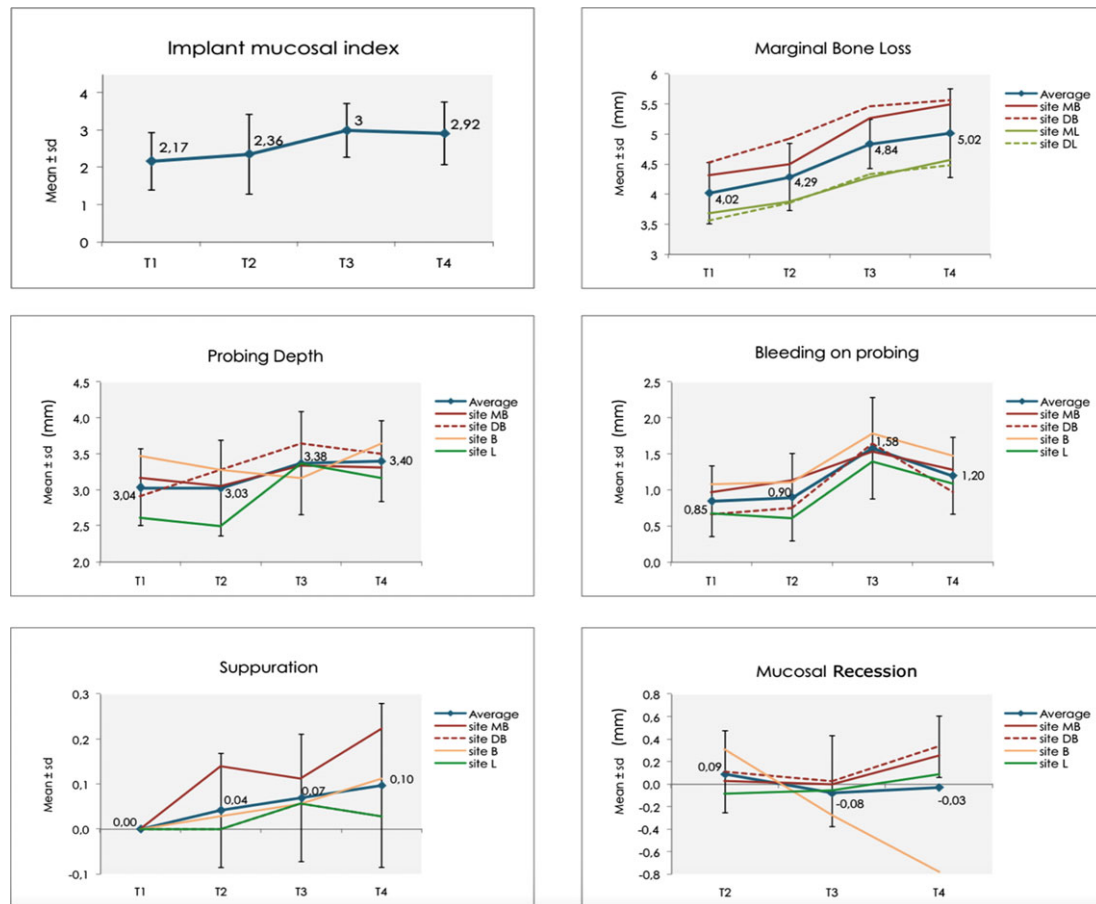 Implant mucosal index
Mean ± sd
4
3
2
1
0
2,17
2,36
3
2,92
T1 T2 T3 T4
Marginal Bone Loss
Mean ± sd (mm)
6
5.5
5
4.5
4
3.5
3
4,02
4,29
4,84
5,02
T1 T2 T3 T4
Average
site MB
site DB
site ML
site DL
Probing Depth
Mean ± sd (mm)
4,5
4,0
3,5
3,0
2,5
2,0
3,04
3,03
3,38
3,40
T1 T2 T3 T4
Average
site MB
site DB
site B
site L
Bleeding on probing
Mean ± sd (mm)
2,5
2,0
1,5
1,0
0,5
0,0
0,85
0,90
1,58
1,20
T1 T2 T3 T4
Average
site MB
site DB
site B
site L
Suppuration
Mean ± sd
0,3
0,2
0,1
0,0
-0,1
0,00
0,04
0,07
0,10
T1 T2 T3 T4
Average
site MB
site DB
site B
site L
Mucosal Recession
Mean ± sd (mm)
0,8
0,6
0,4
0,2
0,0
-0,2
-0,4
-0,6
-0,8
0,09
-0,08
-0,03
T2 T3 T4
Average
site MB
site DB
site B
site L